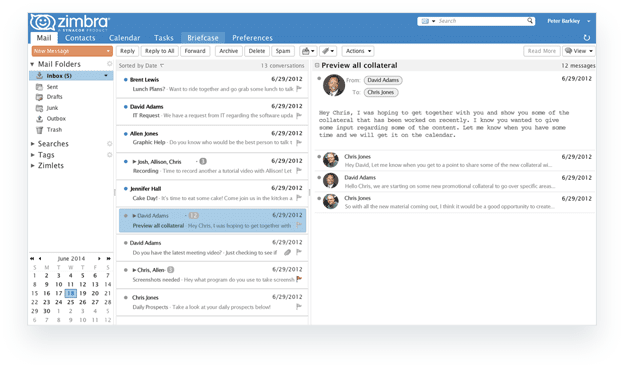 zimbra
A SYNACOR PRODUCT
Search
Peter Barkley
Mail Contacts Calendar Tasks Briefcase Preferences
New Message
Reply Reply to All Forward Archive Delete Spam Actions Read More View
Mail Folders
Inbox (5)
Sent
Drafts
Junk
Outbox
Trash
Searches
Tags
Zimlets
June 2014
S M T W T F S
1 2 3 4 5 6 7
8 9 10 11 12 13 14
15 16 17 18 19 20 21
22 23 24 25 26 27 28
29 30 1 2 3 4 5
6 7 8 9 10 11 12
Sorted by Date 13 conversations
Brent Lewis 6/29/2012
Lunch Plans? - Want to ride together and go grab some lunch to talk
David Adams 6/29/2012
IT Request - We have a request from IT regarding the software upda
Allen Jones 6/29/2012
Graphic Help - Do you know who would be the best person to talk t
Josh, Allison, Chris 3 6/29/2012
Recording - Time to record another a tutorial video with Allison! Let
Jennifer Hall 6/29/2012
Cake Day! - It's time to eat some cake! Come join us in the kitchen a
David Adams 12 6/29/2012
Preview all collateral - Hey Chris, I was hoping to get together with
David Adams 6/29/2012
Do you have the latest meeting video? - Just checking to see if
Chris, Allen 3 6/29/2012
Screenshots needed - Hey what program do you use to take screensh
Chris Jones 6/29/2012
Daily Prospects - Take a look at your daily prospects below!
Preview all collateral 12 messages
From: David Adams 6/29/2012
To: Chris Jones
Hey Chris, I was hoping to get together with you and show you some of the
collateral that has been worked on recently. I know you wanted to give
some input regarding some of the content. Let me know when you have some
time and we will get it on the calendar.
Chris Jones 6/29/2012
Hey David, Let me know when you get to a point to share some of the new collateral wi...
David Adams 6/29/2012
Hello Chris, we are starting on some new promotional collateral to go over specific areas...
Chris Jones 6/29/2012
So with all the new material coming out, I think it would be a good opportunity to create...